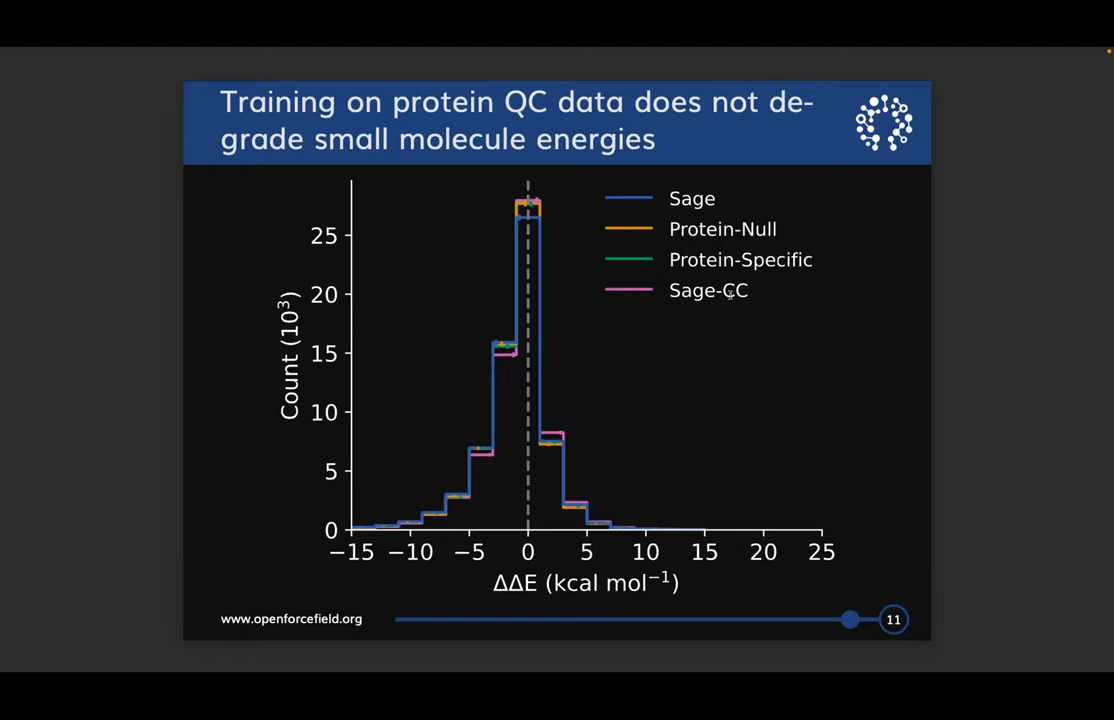 Training on protein QC data does not de-
grade small molecule energies
Sage
Protein-Null
Protein-Specific
Sage-CC
25
20
15
10
5
0
Count (10³)
−15 −10 −5 0 5 10 15 20 25
ΔΔE (kcal mol⁻¹)
www.openforcefield.org
11